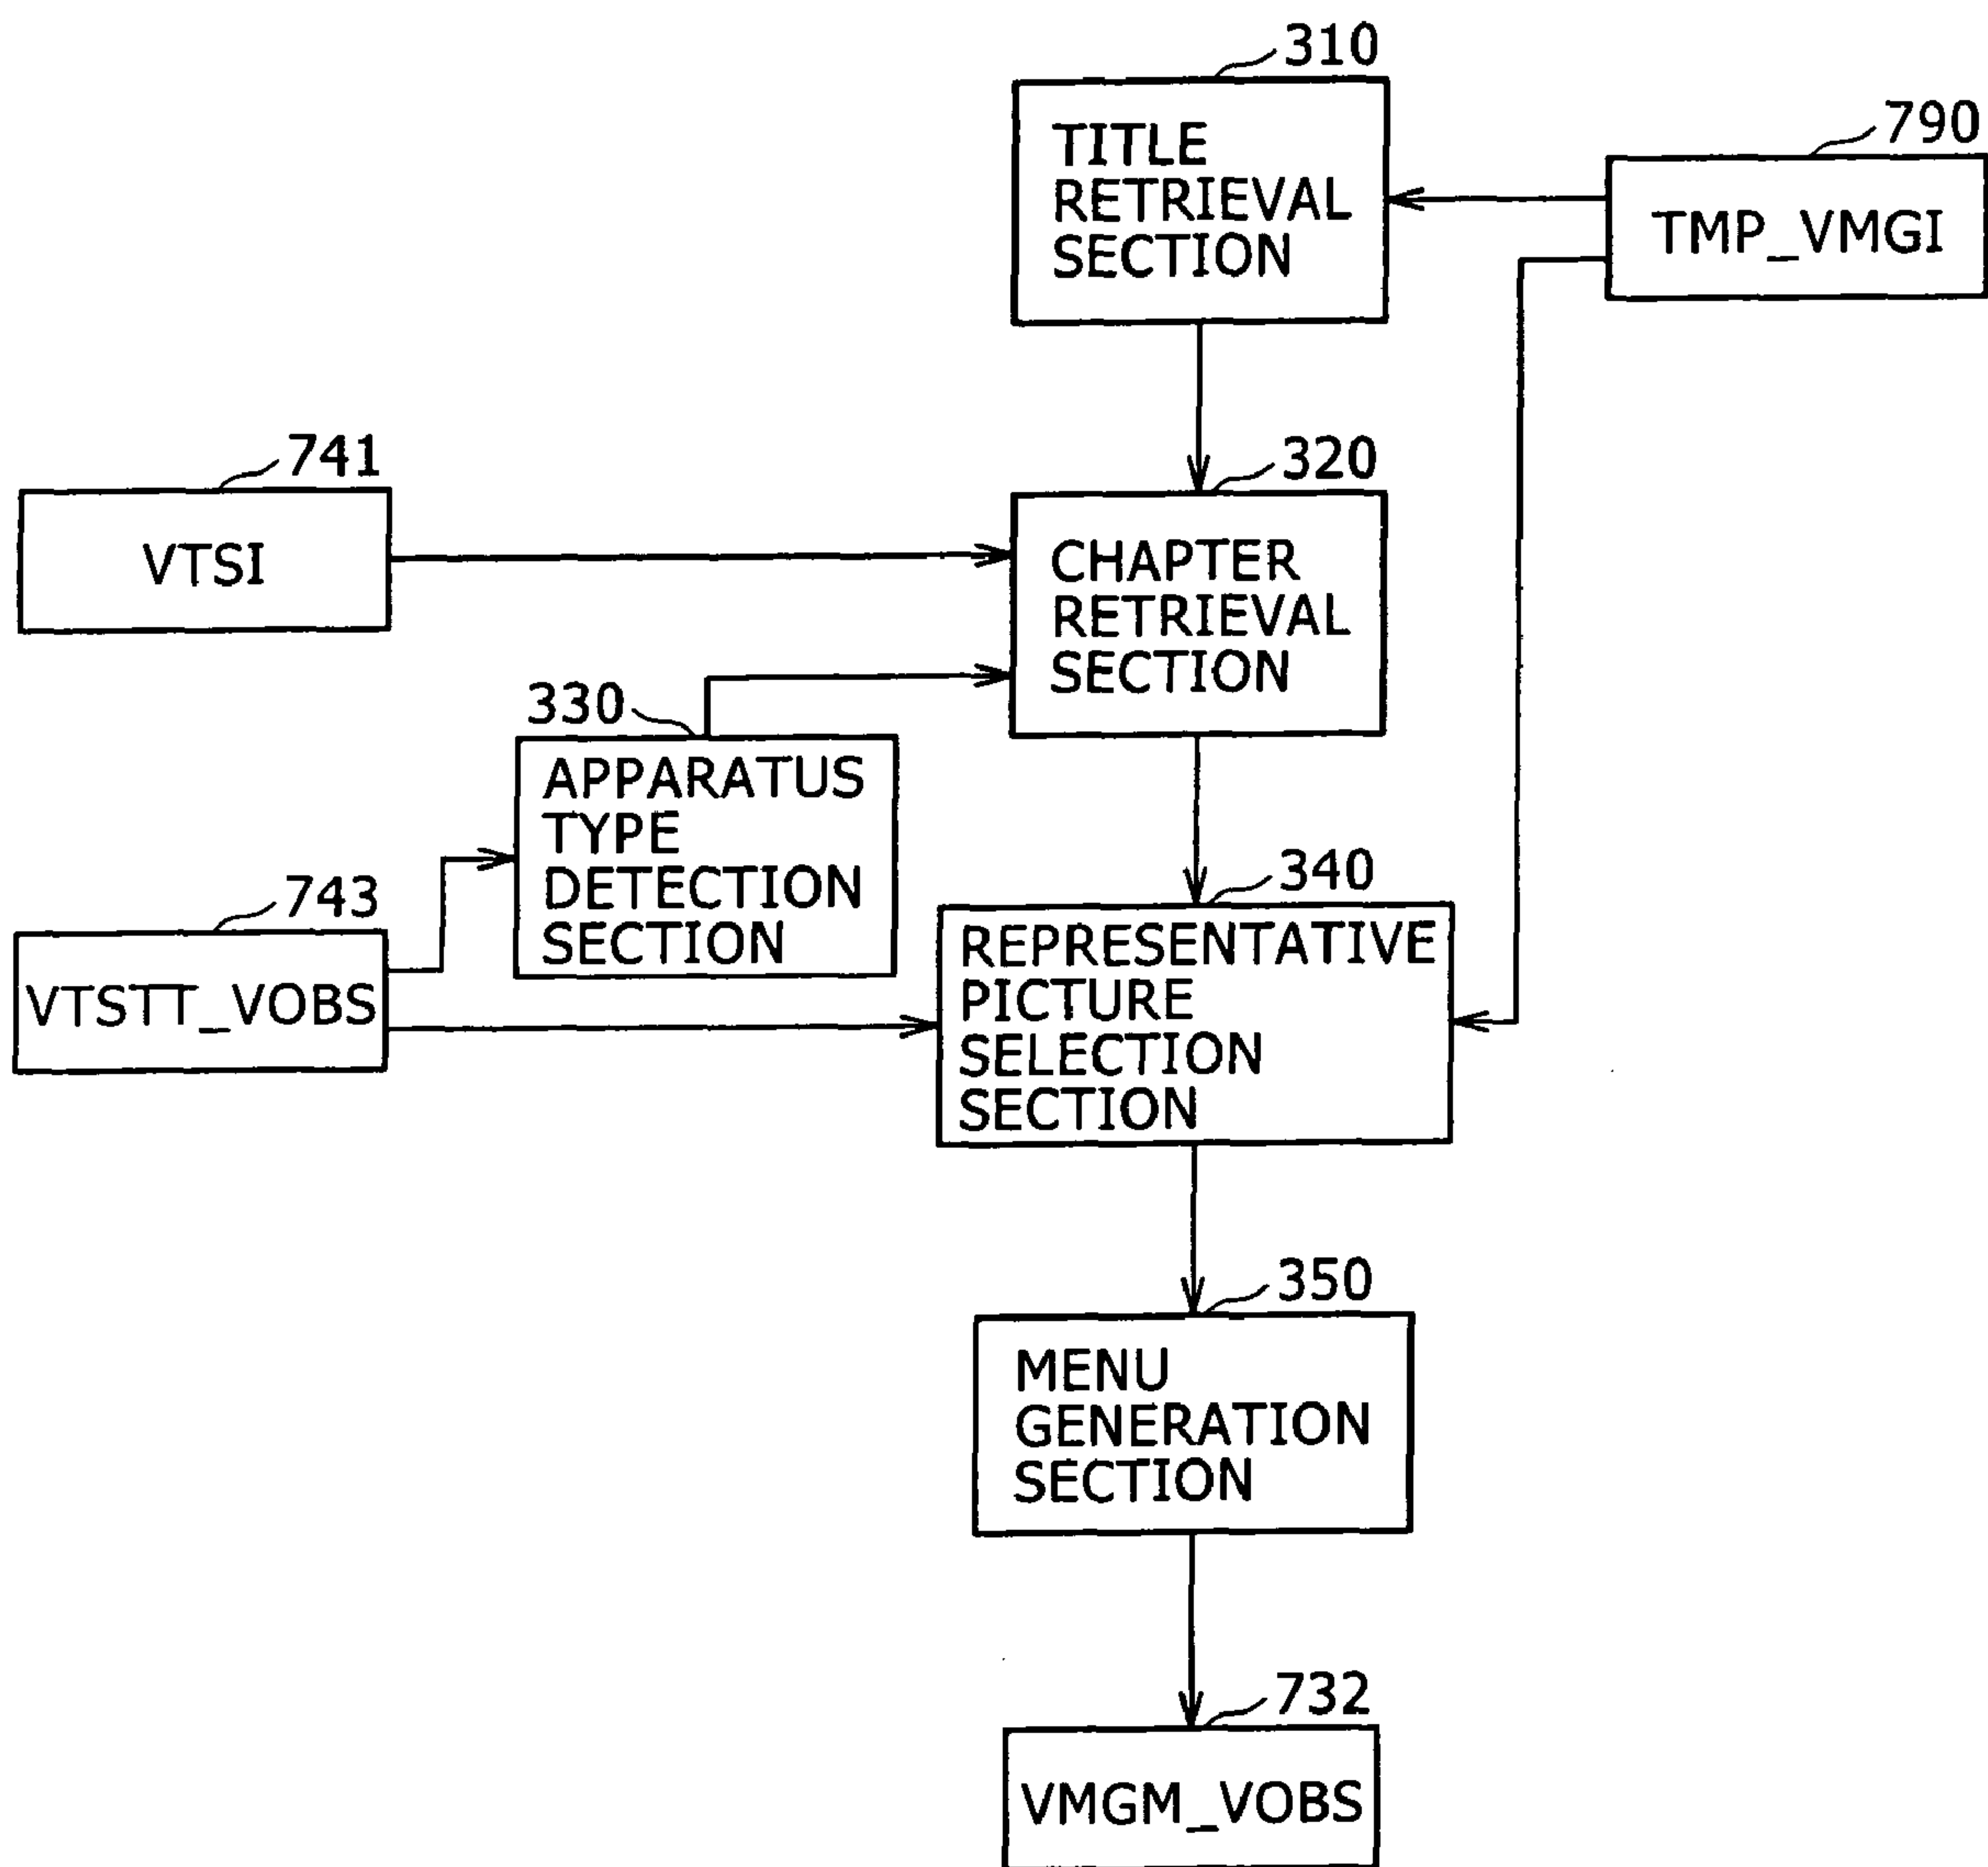 310
TITLE
RETRIEVAL
SECTION
790
TMP_VMGI
741
VTSI
320
CHAPTER
RETRIEVAL
SECTION
330
APPARATUS
TYPE
DETECTION
SECTION
743
VTSTT_VOBS
340
REPRESENTATIVE
PICTURE
SELECTION
SECTION
350
MENU
GENERATION
SECTION
732
VMGM_VOBS